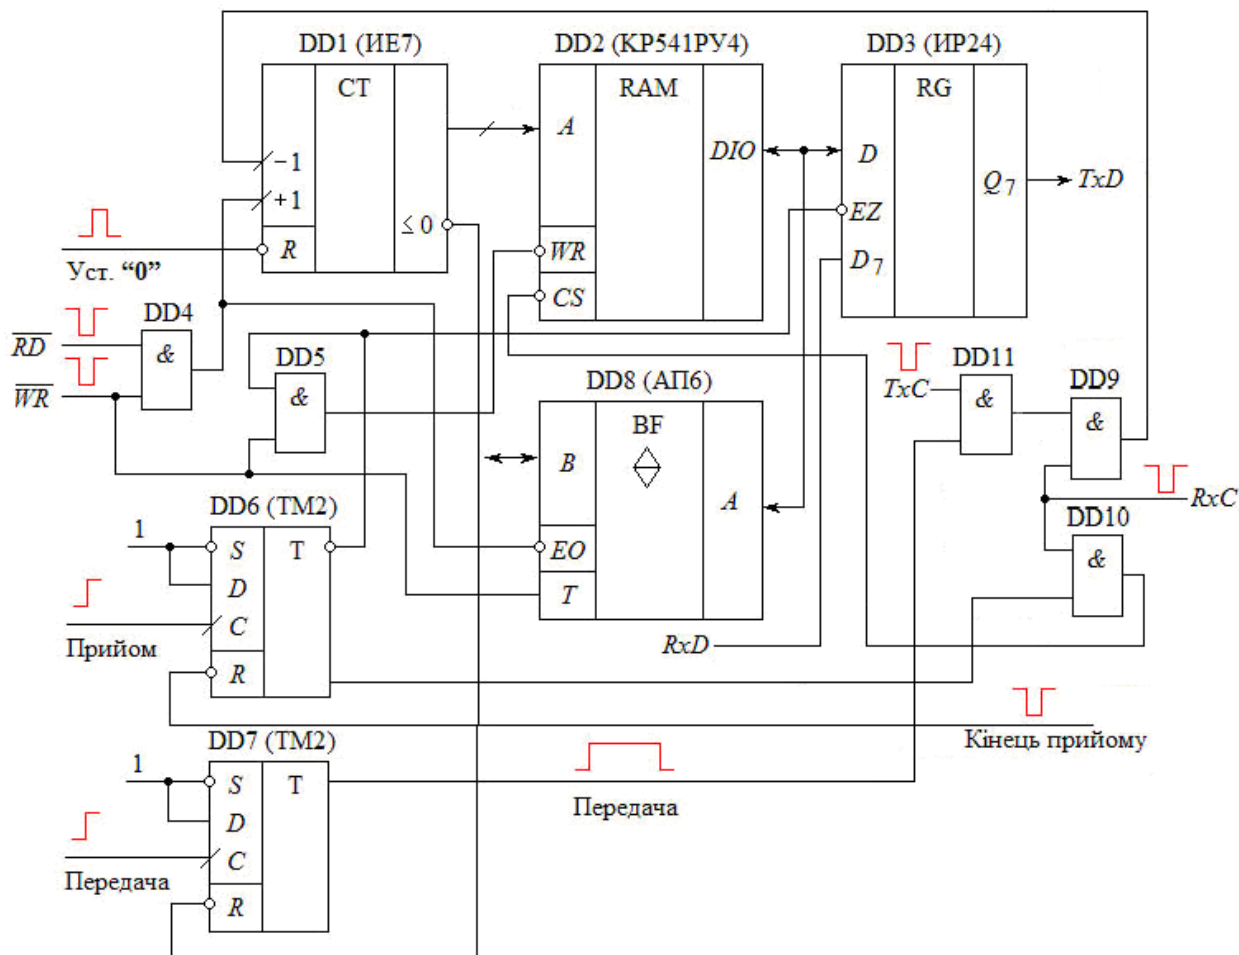 DD1 (ИЕ7)
CT
−1
+1
R
≤ 0
DD2 (КР541РУ4)
RAM
A
DIO
WR
CS
DD3 (ИР24)
RG
D
EZ
D7
Q7
TxD
Уст. “0”
RD
WR
DD4
&
DD5
&
DD8 (АП6)
BF
B
A
EO
T
TxC
DD11
&
DD9
&
RxC
DD10
&
RxD
DD6 (ТМ2)
1
S
T
D
C
R
Прийом
Кінець прийому
DD7 (ТМ2)
1
S
T
D
C
R
Передача
Передача